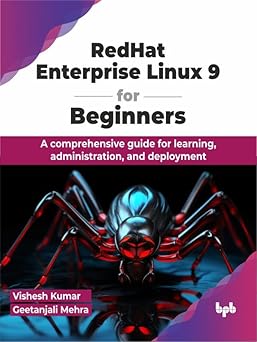 RedHat
Enterprise Linux 9
for
Beginners
A comprehensive guide for learning,
administration, and deployment
Vishesh Kumar
Geetanjali Mehra
bpb